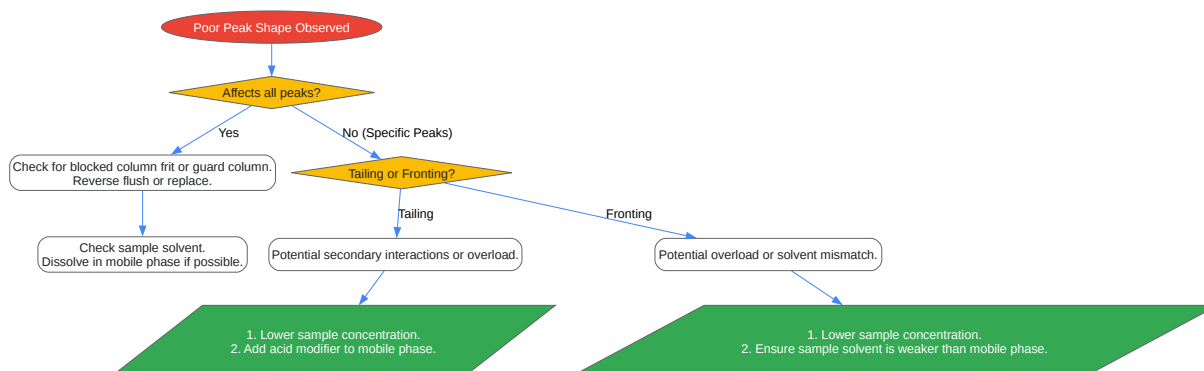 Poor Peak Shape Observed
Affects all peaks?
Yes
No (Specific Peaks)
Check for blocked column frit or guard column.
Reverse flush or replace.
Tailing or Fronting?
Tailing
Fronting
Check sample solvent.
Dissolve in mobile phase if possible.
Potential secondary interactions or overload.
Potential overload or solvent mismatch.
1. Lower sample concentration.
2. Add acid modifier to mobile phase.
1. Lower sample concentration.
2. Ensure sample solvent is weaker than mobile phase.